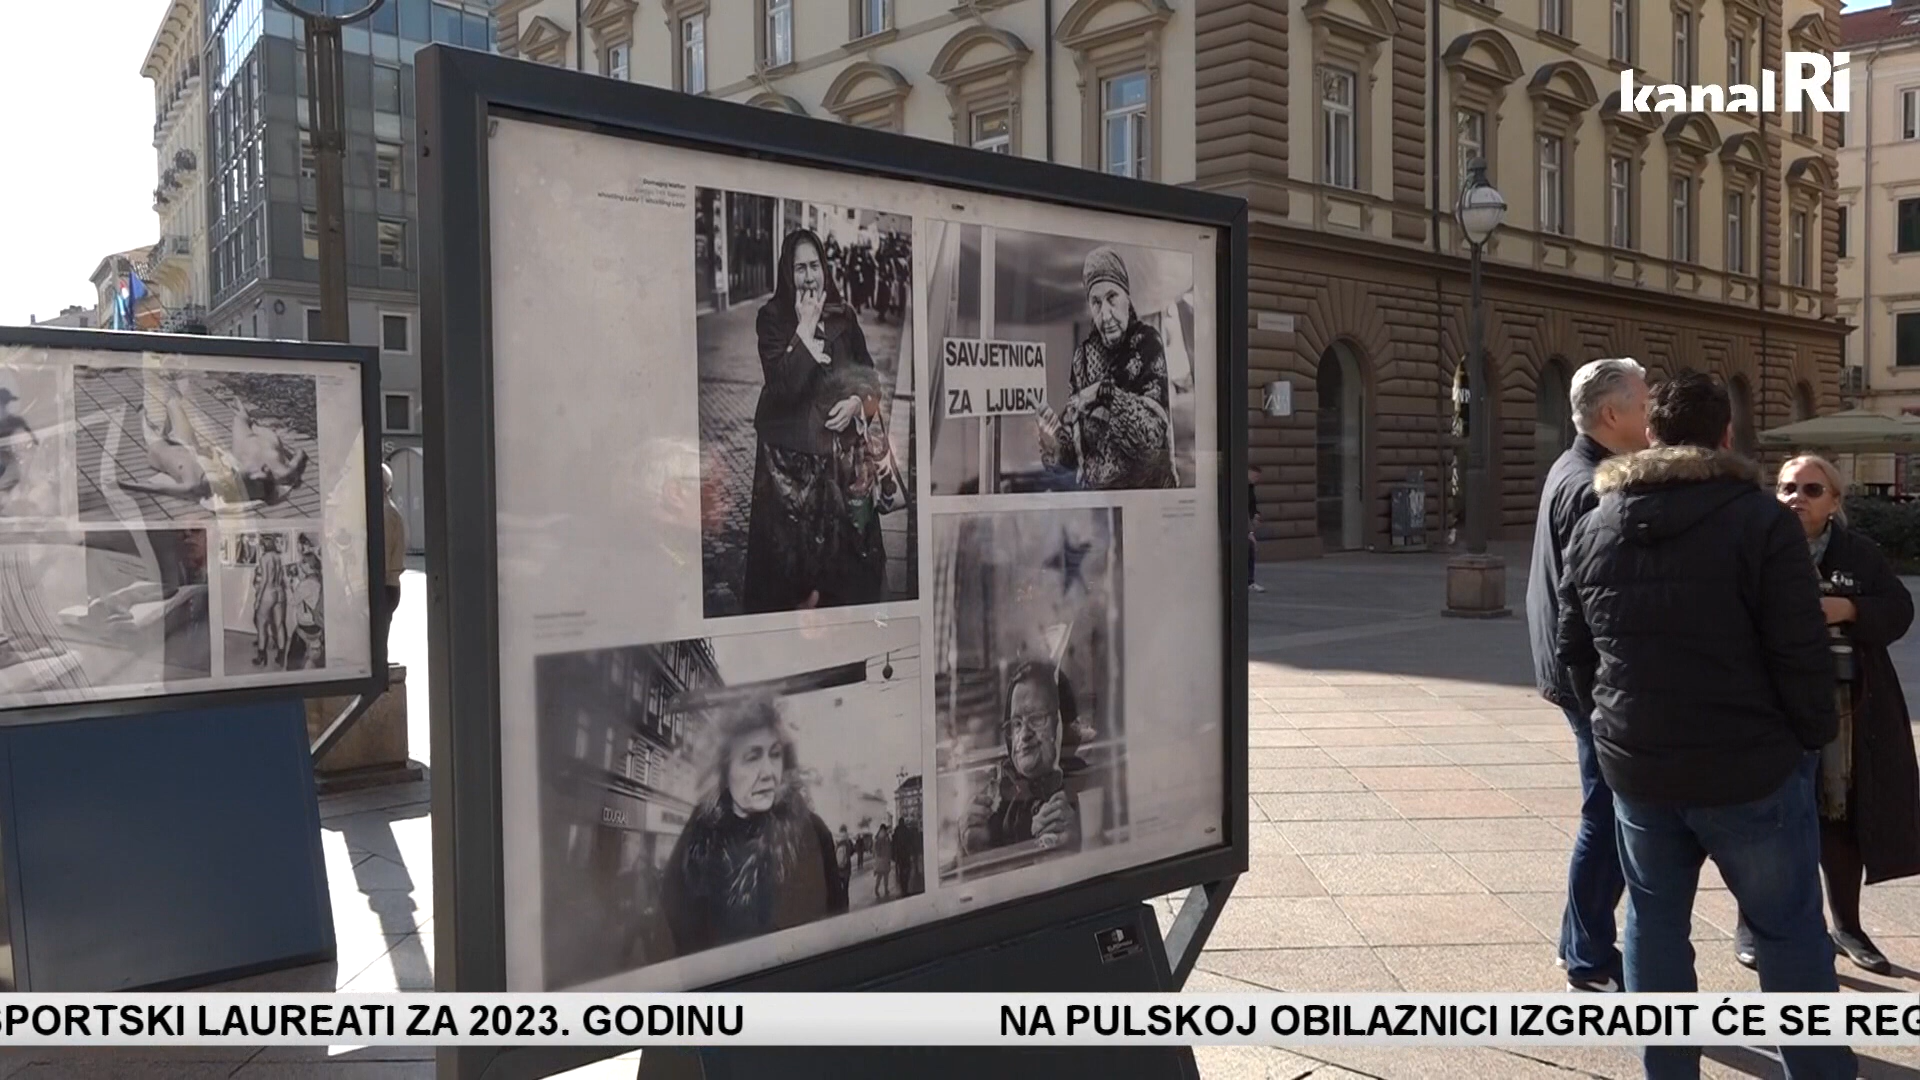 kanal Ri
SAVJETNICA
ZA LJUBAV
SPORTSKI LAUREATI ZA 2023. GODINU
NA PULSKOJ OBILAZNICI IZGRADIT ĆE SE REG